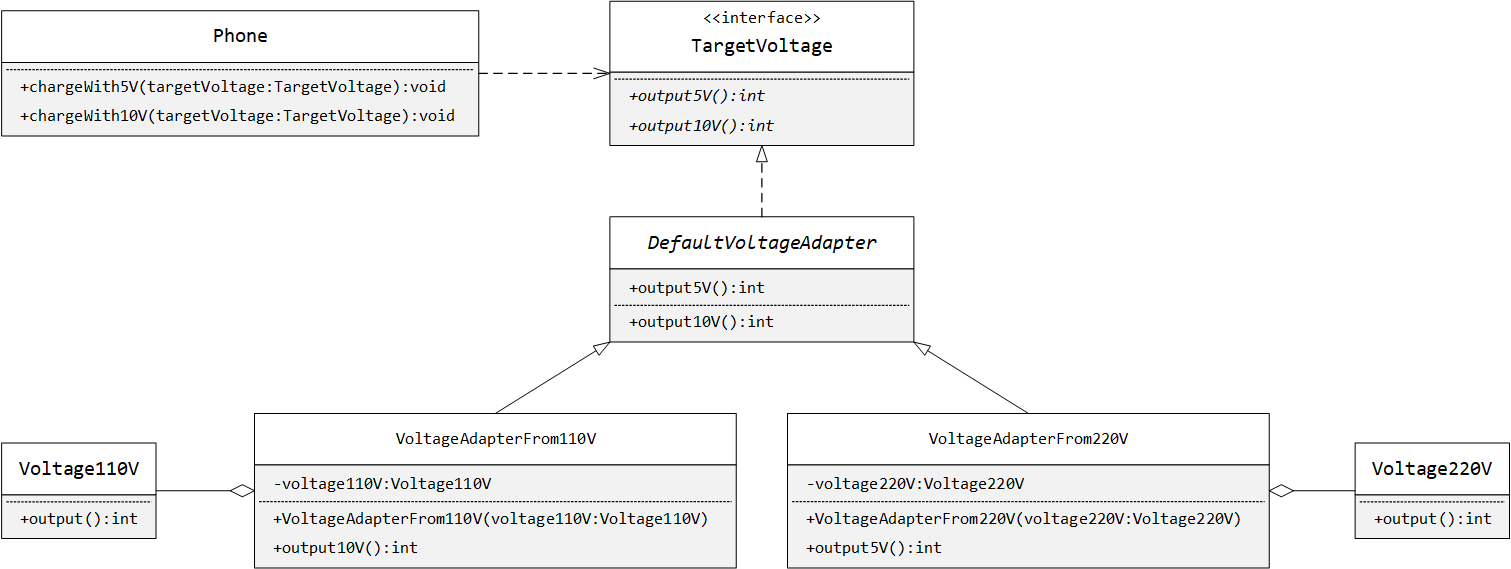 Phone
+chargeWith5V(targetVoltage:TargetVoltage):void
+chargeWith10V(targetVoltage:TargetVoltage):void
<<interface>>
TargetVoltage
+output5V():int
+output10V():int
DefaultVoltageAdapter
+output5V():int
+output10V():int
Voltage110V
+output():int
VoltageAdapterFrom110V
-voltage110V:Voltage110V
+VoltageAdapterFrom110V(voltage110V:Voltage110V)
+output10V():int
VoltageAdapterFrom220V
-voltage220V:Voltage220V
+VoltageAdapterFrom220V(voltage220V:Voltage220V)
+output5V():int
Voltage220V
+output():int